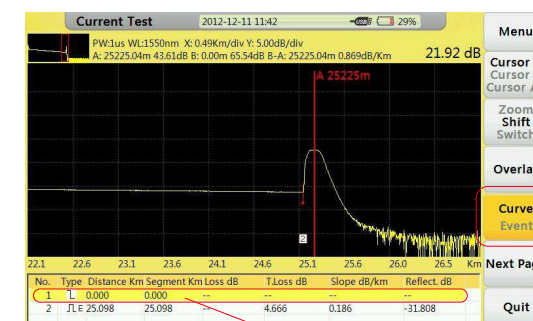 Current Test 2012-12-11 11:42 USB 29%
PW:1us WL:1550nm X: 0.49Km/div Y: 5.00dB/div
A: 25225.04m 43.61dB B: 0.00m 65.54dB B-A: 25225.04m 0.869dB/Km 21.92 dB
A 25225m
2
22.1 22.6 23.1 23.6 24.1 24.6 25.1 25.6 26.0 26.5 Km
No. Type Distance Km Segment Km Loss dB T.Loss dB Slope dB/km Reflect. dB
1 0.000 0.000 -- -- -- --
2 E 25.098 25.098 -- 4.666 0.186 -31.808
Menu
Cursor
Cursor
Cursor A
Zoom
Shift
Switch
Overla
Curve
Event
Next Pag
Quit